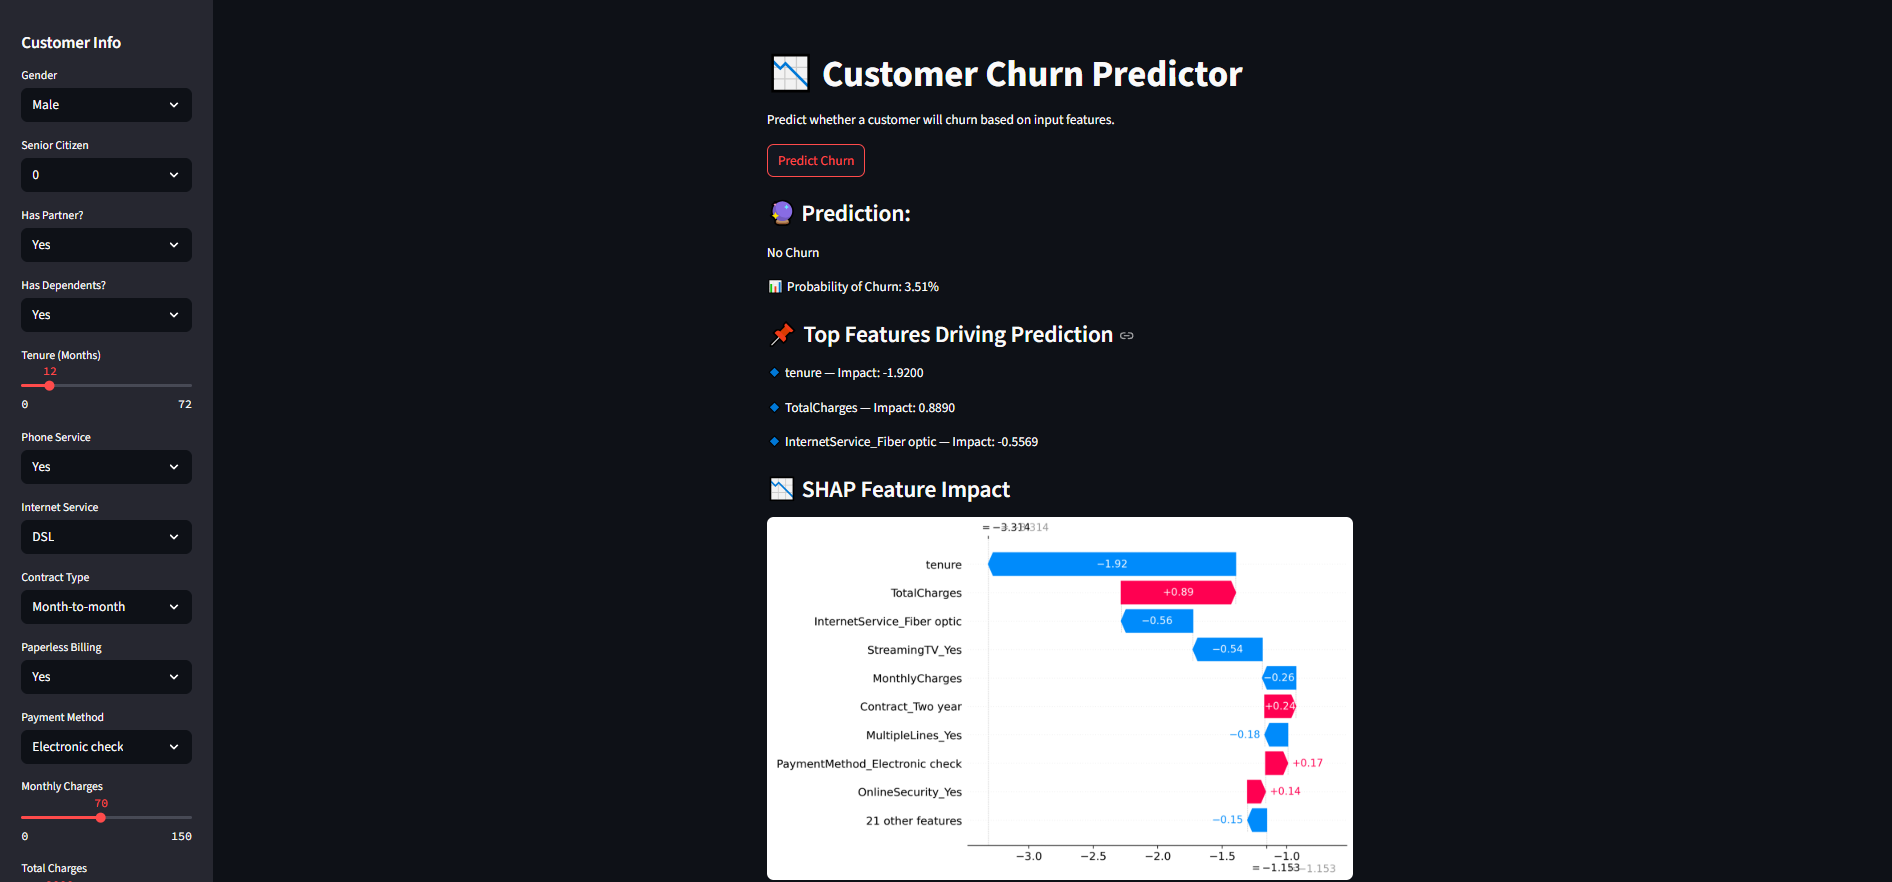 Customer Info
Gender
Male
Senior Citizen
0
Has Partner?
Yes
Has Dependents?
Yes
Tenure (Months)
12
0 72
Phone Service
Yes
Internet Service
DSL
Contract Type
Month-to-month
Paperless Billing
Yes
Payment Method
Electronic check
Monthly Charges
70
0 150
Total Charges
Customer Churn Predictor
Predict whether a customer will churn based on input features.
Predict Churn
Prediction:
No Churn
Probability of Churn: 3.51%
Top Features Driving Prediction
tenure — Impact: -1.9200
TotalCharges — Impact: 0.8890
InternetService_Fiber optic — Impact: -0.5569
SHAP Feature Impact
= −3.314
tenure −1.92
TotalCharges +0.89
InternetService_Fiber optic −0.56
StreamingTV_Yes −0.54
MonthlyCharges −0.26
Contract_Two year +0.24
MultipleLines_Yes −0.18
PaymentMethod_Electronic check +0.17
OnlineSecurity_Yes +0.14
21 other features −0.15
−3.0 −2.5 −2.0 −1.5 −1.0
= −1.153 −1.153